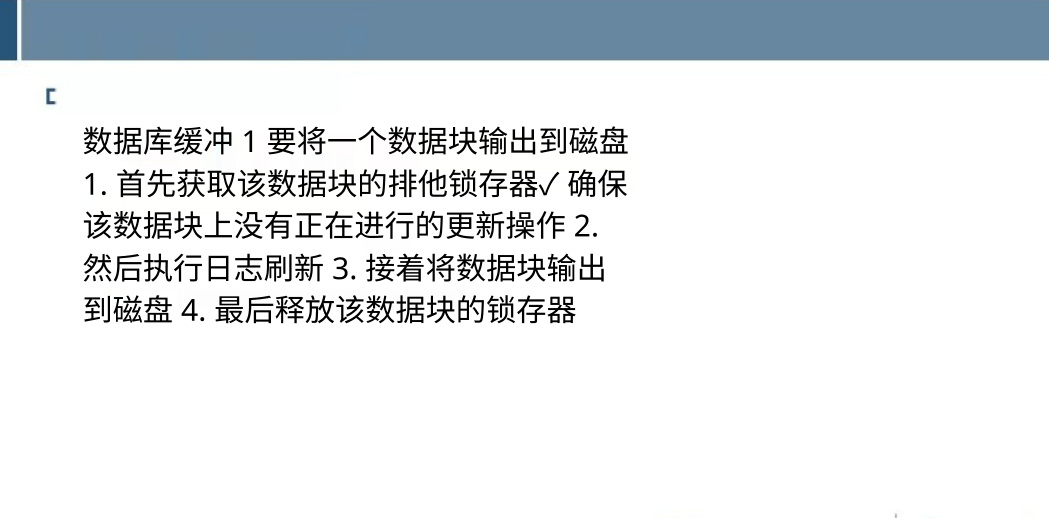 数据库缓冲 1 要将一个数据块输出到磁盘
1. 首先获取该数据块的排他锁存器✓ 确保
该数据块上没有正在进行的更新操作 2.
然后执行日志刷新 3. 接着将数据块输出
到磁盘 4. 最后释放该数据块的锁存器